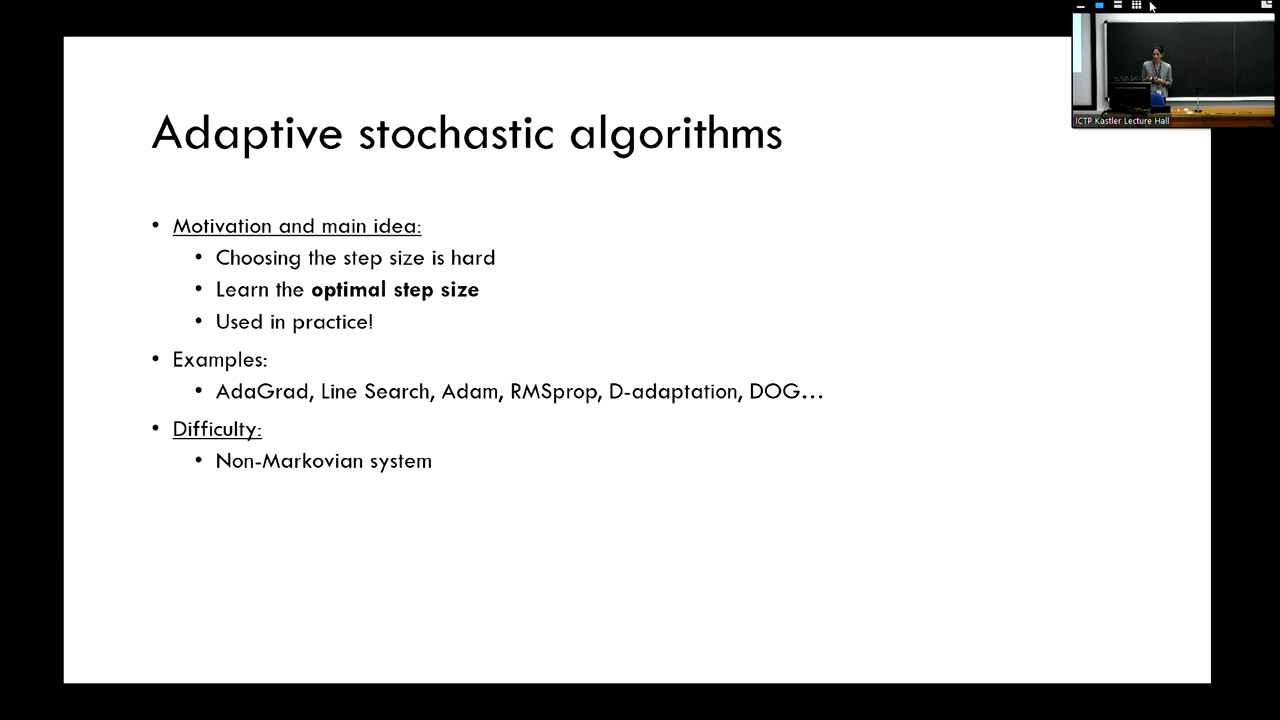 Adaptive stochastic algorithms
• Motivation and main idea:
• Choosing the step size is hard
• Learn the optimal step size
• Used in practice!
• Examples:
• AdaGrad, Line Search, Adam, RMSprop, D-adaptation, DOG...
• Difficulty:
• Non-Markovian system
ICTP Kastler Lecture Hall